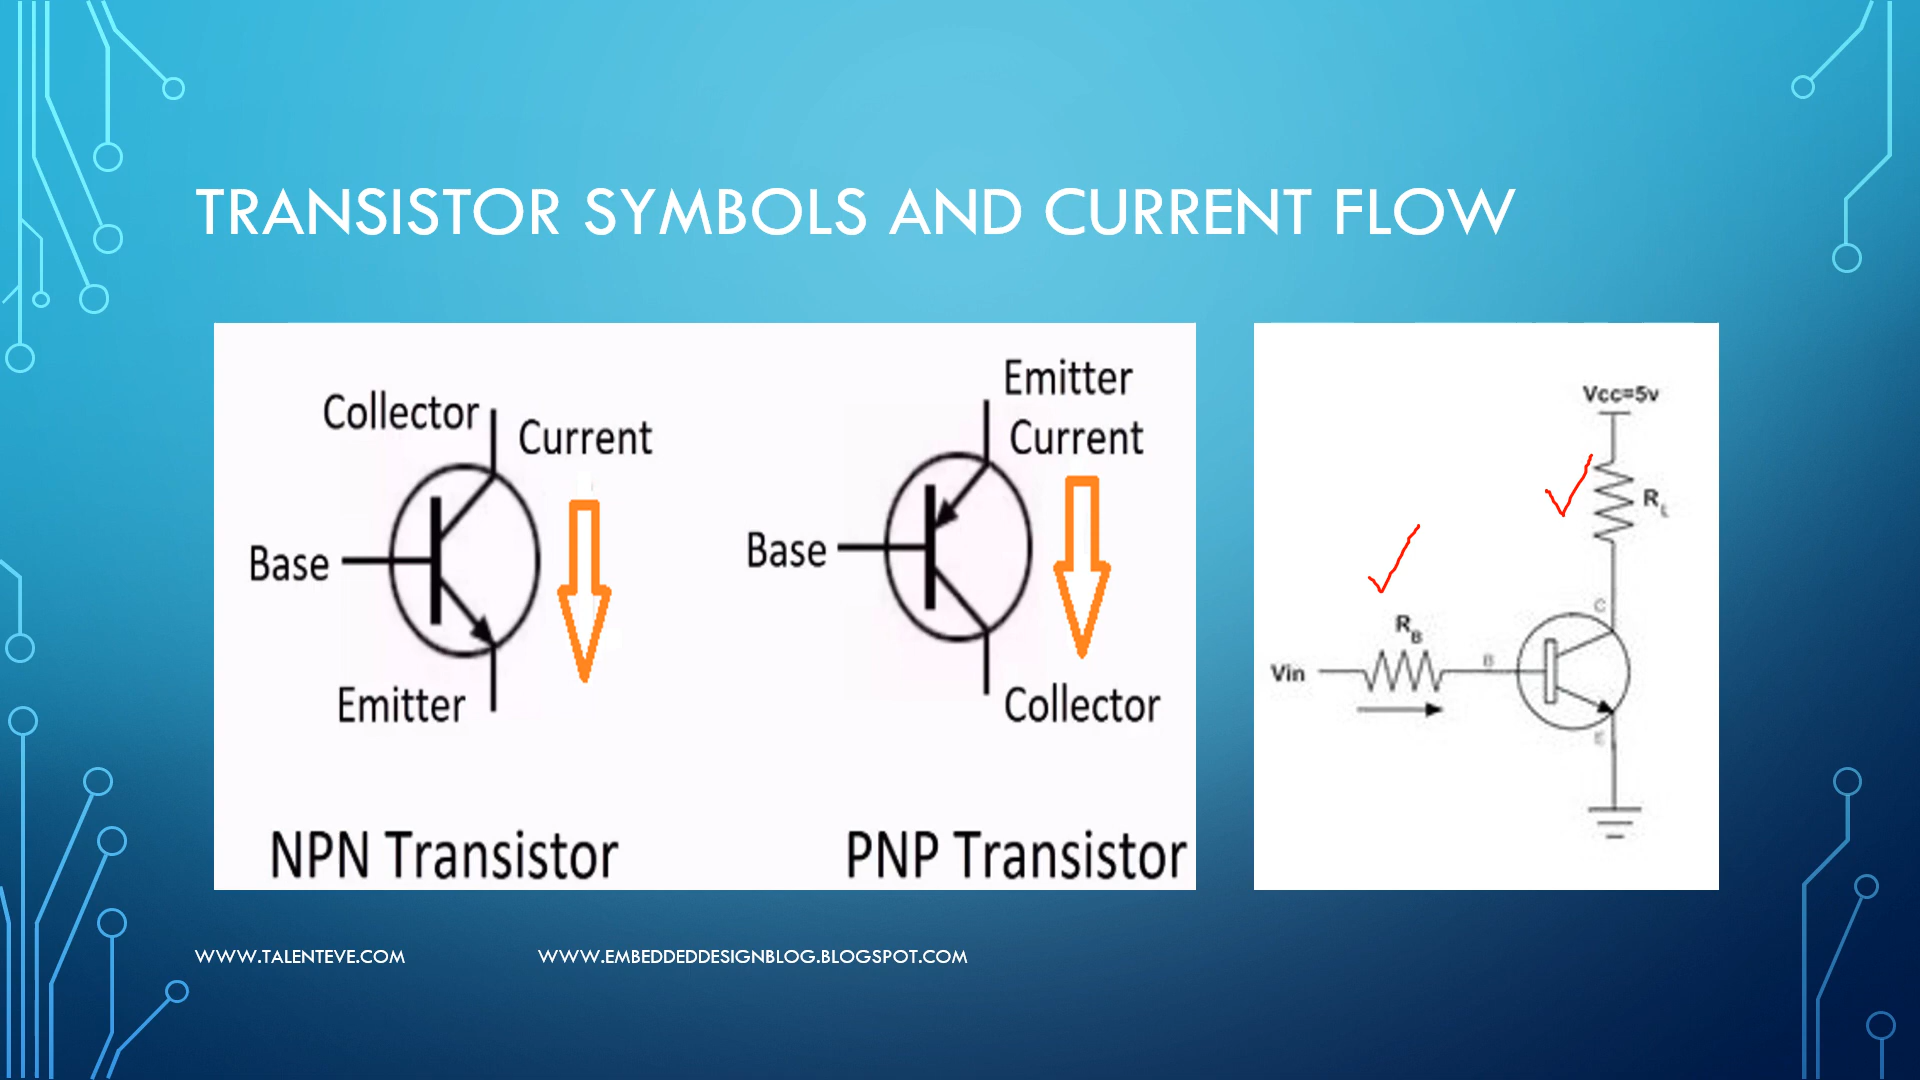 TRANSISTOR SYMBOLS AND CURRENT FLOW
Collector
Current
Base
Emitter
NPN Transistor
Emitter
Current
Base
Collector
PNP Transistor
Vcc=5v
RL
C
RB
Vin
B
E
WWW.TALENTEVE.COM
WWW.EMBEDDEDDESIGNBLOG.BLOGSPOT.COM